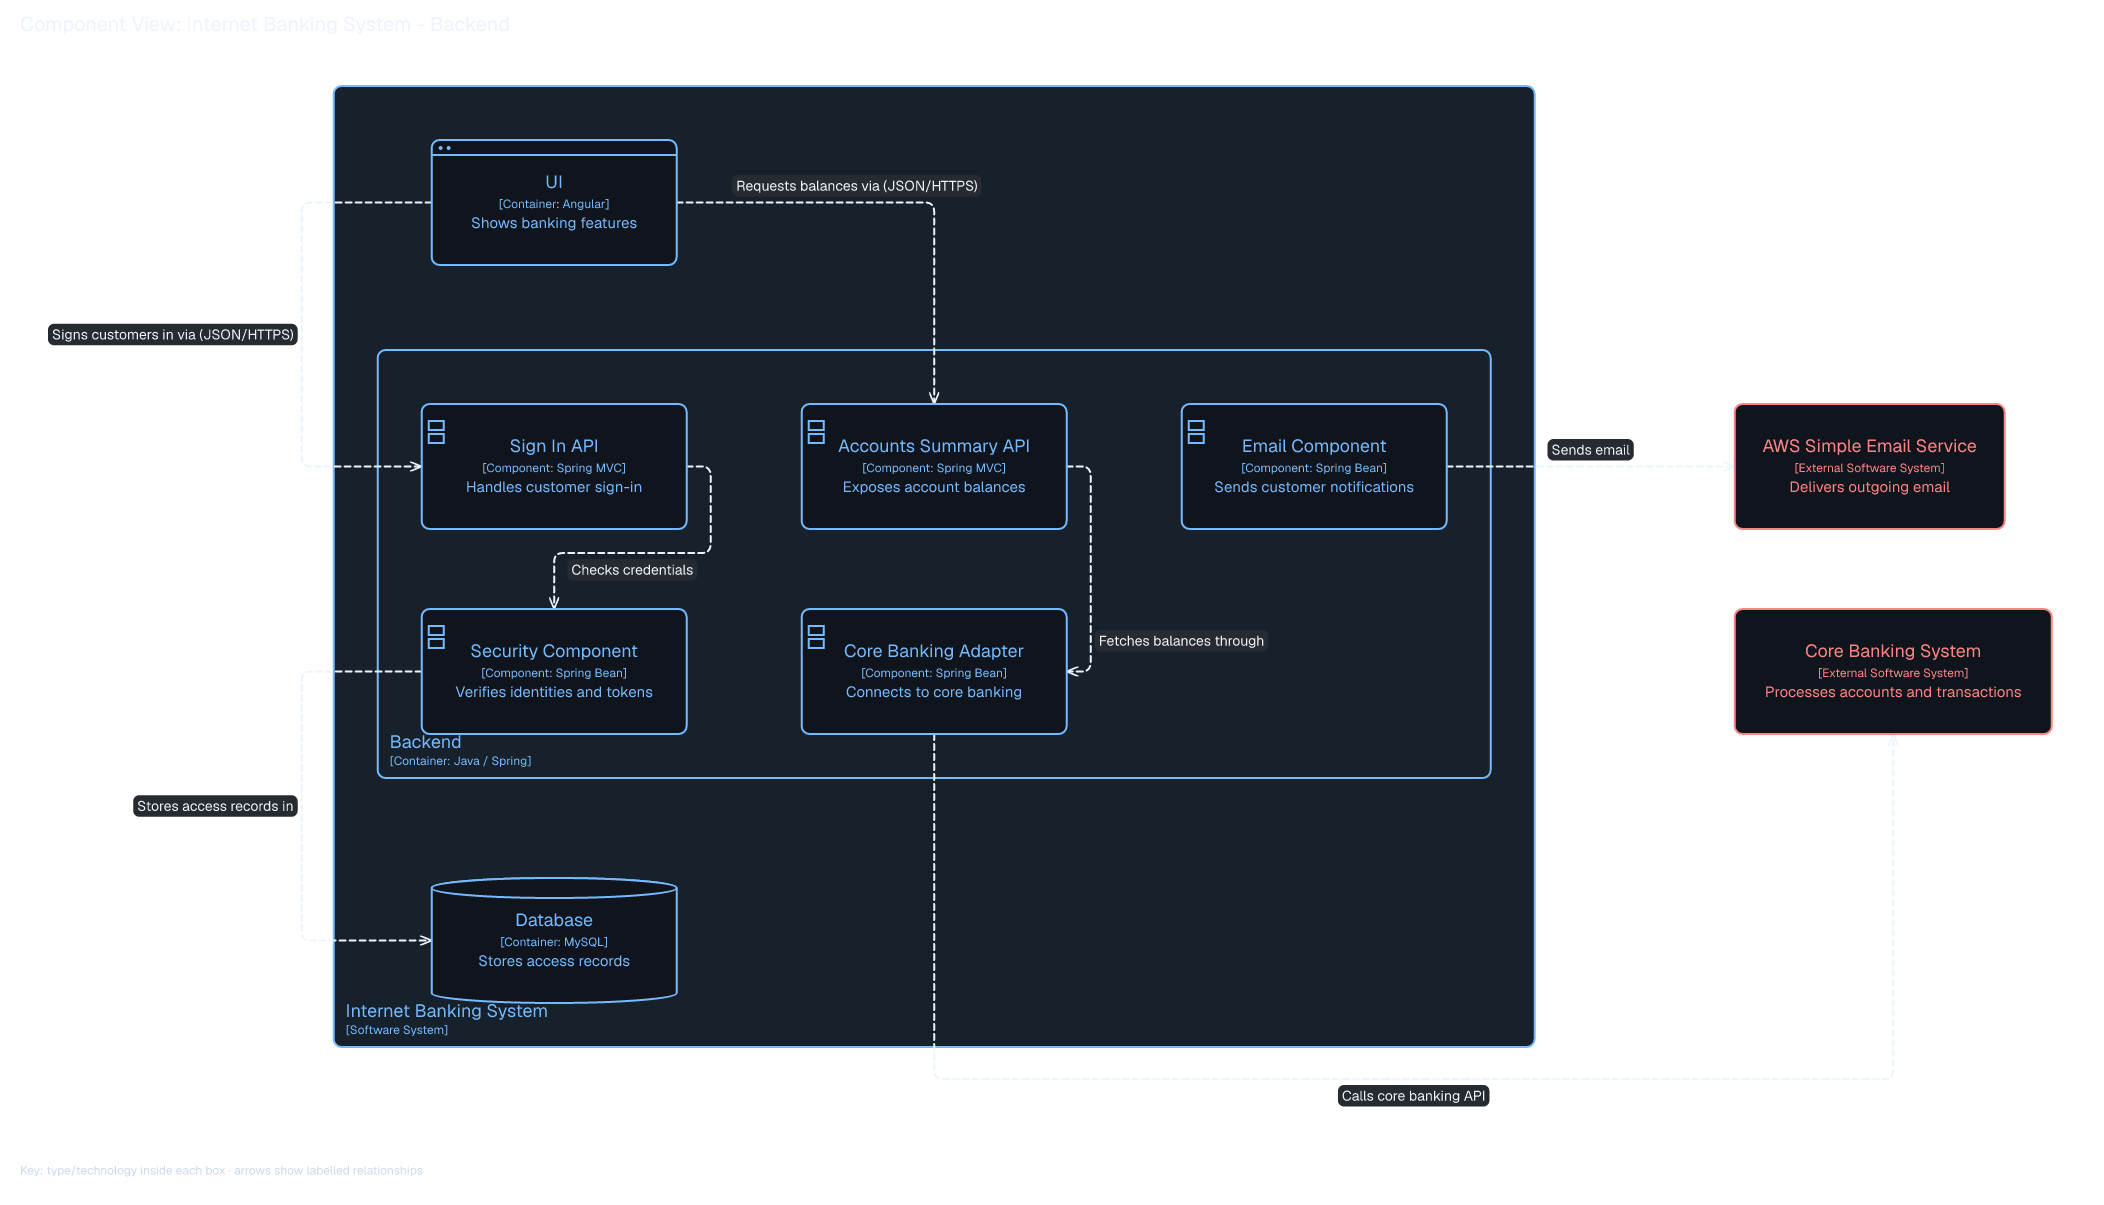 Component View: Internet Banking System - Backend
UI
[Container: Angular]
Shows banking features
Requests balances via (JSON/HTTPS)
Signs customers in via (JSON/HTTPS)
Sign In API
[Component: Spring MVC]
Handles customer sign-in
Accounts Summary API
[Component: Spring MVC]
Exposes account balances
Email Component
[Component: Spring Bean]
Sends customer notifications
Sends email
AWS Simple Email Service
[External Software System]
Delivers outgoing email
Checks credentials
Security Component
[Component: Spring Bean]
Verifies identities and tokens
Core Banking Adapter
[Component: Spring Bean]
Connects to core banking
Fetches balances through
Core Banking System
[External Software System]
Processes accounts and transactions
Backend
[Container: Java / Spring]
Stores access records in
Database
[Container: MySQL]
Stores access records
Internet Banking System
[Software System]
Calls core banking API
Key: type/technology inside each box · arrows show labelled relationships